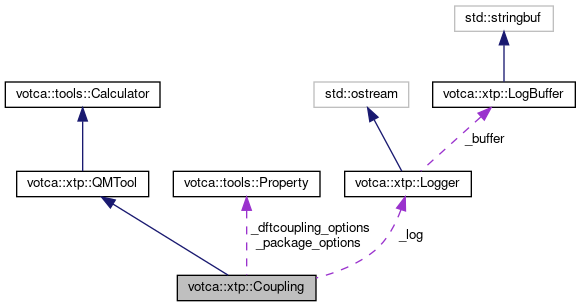 std::stringbuf
votca::tools::Calculator
std::ostream
votca::xtp::LogBuffer
_buffer
votca::xtp::QMTool
votca::tools::Property
votca::xtp::Logger
_dftcoupling_options
_package_options
_log
votca::xtp::Coupling